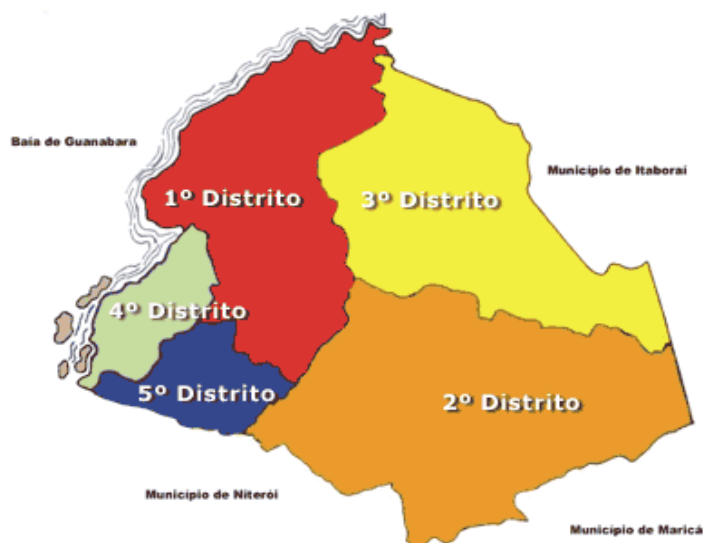 Baía de Guanabara
Município de Itaboraí
1º Distrito
3º Distrito
4º Distrito
5º Distrito
2º Distrito
Município de Niterói
Município de Maricá